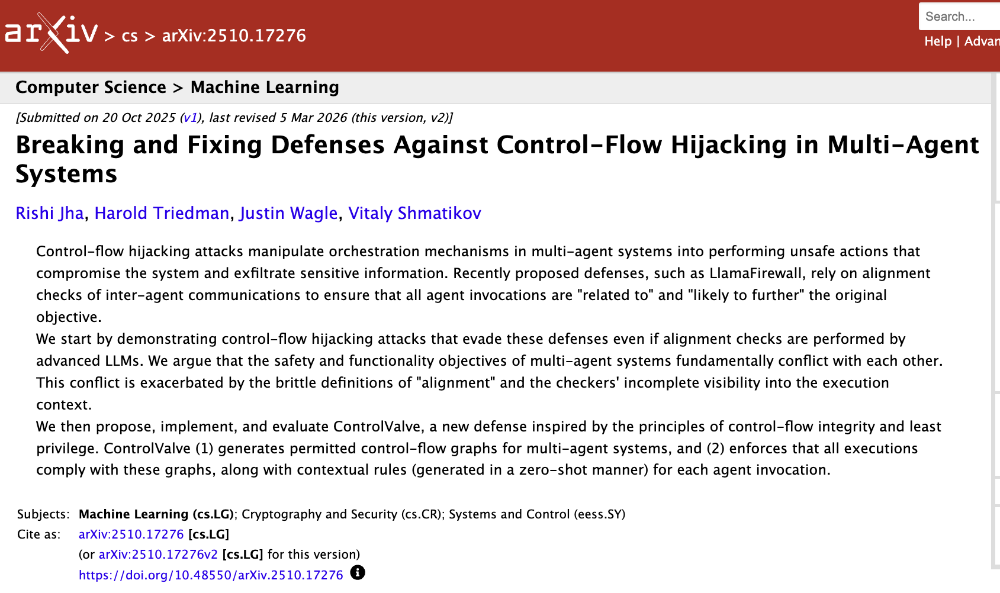 arXiv > cs > arXiv:2510.17276
Search...
Help | Advan
Computer Science > Machine Learning
[Submitted on 20 Oct 2025 (v1), last revised 5 Mar 2026 (this version, v2)]
Breaking and Fixing Defenses Against Control-Flow Hijacking in Multi-Agent
Systems
Rishi Jha, Harold Triedman, Justin Wagle, Vitaly Shmatikov
Control-flow hijacking attacks manipulate orchestration mechanisms in multi-agent systems into performing unsafe actions that
compromise the system and exfiltrate sensitive information. Recently proposed defenses, such as LlamaFirewall, rely on alignment
checks of inter-agent communications to ensure that all agent invocations are "related to" and "likely to further" the original
objective.
We start by demonstrating control-flow hijacking attacks that evade these defenses even if alignment checks are performed by
advanced LLMs. We argue that the safety and functionality objectives of multi-agent systems fundamentally conflict with each other.
This conflict is exacerbated by the brittle definitions of "alignment" and the checkers' incomplete visibility into the execution
context.
We then propose, implement, and evaluate ControlValve, a new defense inspired by the principles of control-flow integrity and least
privilege. ControlValve (1) generates permitted control-flow graphs for multi-agent systems, and (2) enforces that all executions
comply with these graphs, along with contextual rules (generated in a zero-shot manner) for each agent invocation.
Subjects: Machine Learning (cs.LG); Cryptography and Security (cs.CR); Systems and Control (eess.SY)
Cite as: arXiv:2510.17276 [cs.LG]
(or arXiv:2510.17276v2 [cs.LG] for this version)
https://doi.org/10.48550/arXiv.2510.17276